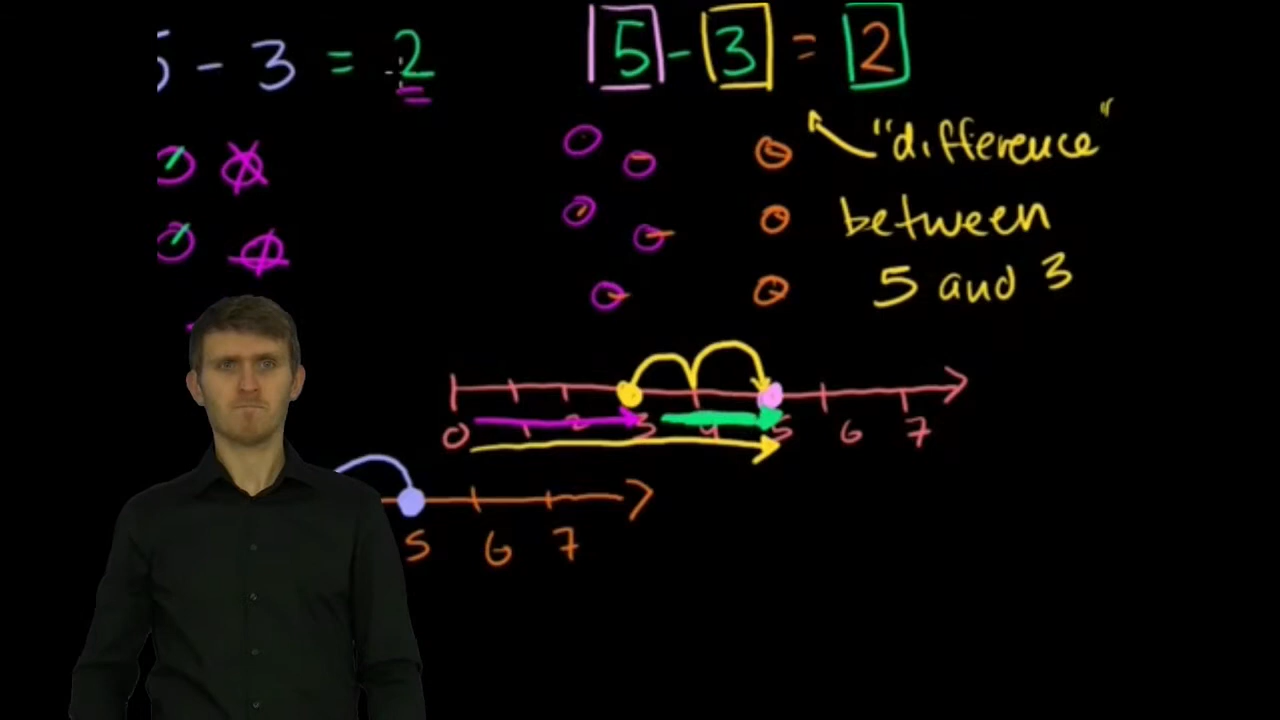 5 - 3 = 2
5 - 3 = 2
"difference"
between
5 and 3
0 1 2 3 4 5 6 7
5 6 7